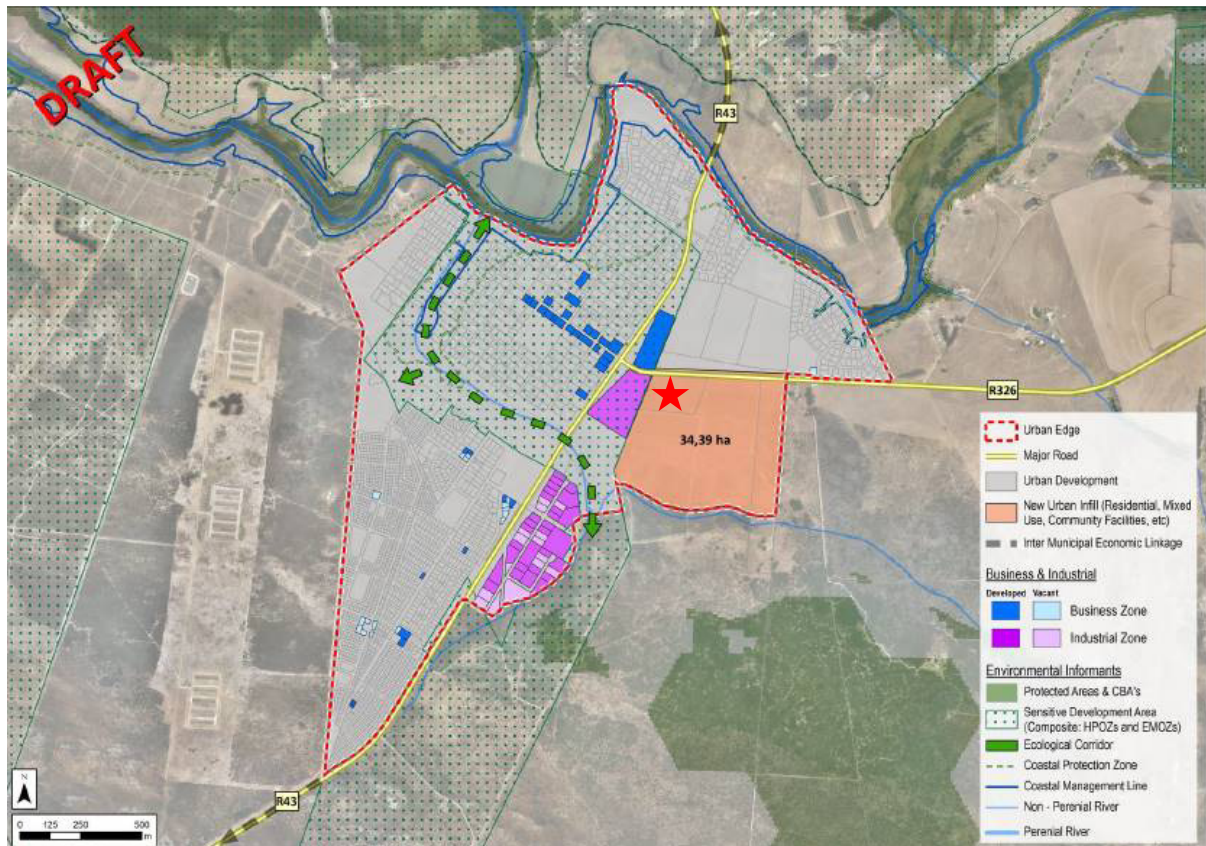 DRAFT
R43
R326
34,39 ha
R43
N
0 125 250 500
m
Urban Edge
Major Road
Urban Development
New Urban Infill (Residential, Mixed
Use, Community Facilities, etc)
Inter Municipal Economic Linkage
Business & Industrial
Developed Vacant
Business Zone
Industrial Zone
Environmental Informants
Protected Areas & CBA's
Sensitive Development Area
(Composite: HPOZs and EMOZs)
Ecological Corridor
Coastal Protection Zone
Coastal Management Line
Non - Perenial River
Perenial River